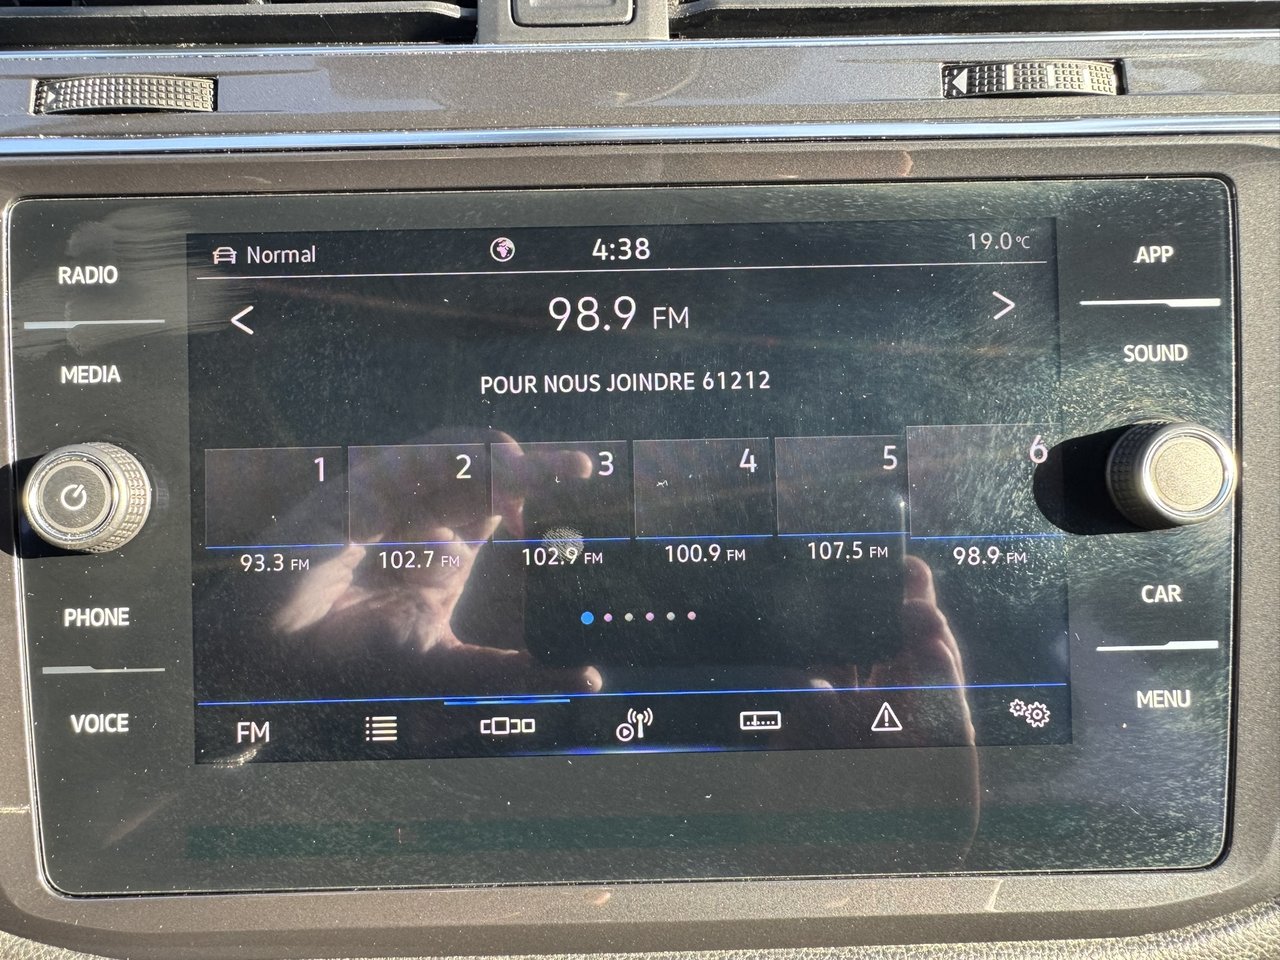 Normal 4:38 19.0°C
RADIO
APP
< 98.9 FM >
MEDIA
SOUND
POUR NOUS JOINDRE 61212
1 2 3 4 5 6
93.3 FM 102.7 FM 102.9 FM 100.9 FM 107.5 FM 98.9 FM
PHONE
CAR
VOICE
MENU
FM